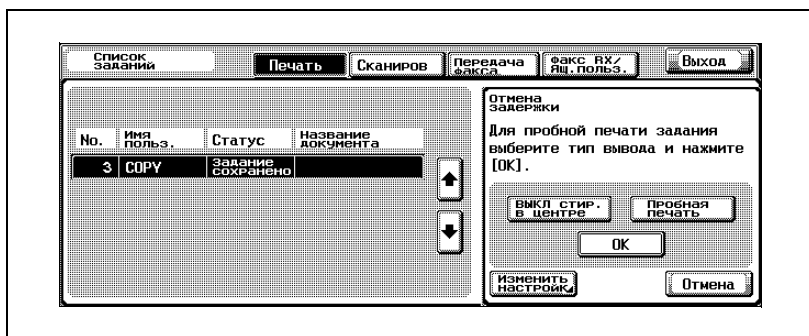 Список
заданий
Печать
Сканиров
Передача
факса
Факс RX/
Ящ.польз.
Выход
No.
Имя
польз.
Статус
Название
документа
3
COPY
Задание
сохранено
Отмена
задержки
Для пробной печати задания
выберите тип вывода и нажмите
[OK].
ВЫКЛ стир.
в центре
Пробная
печать
OK
Изменить
настройк
Отмена